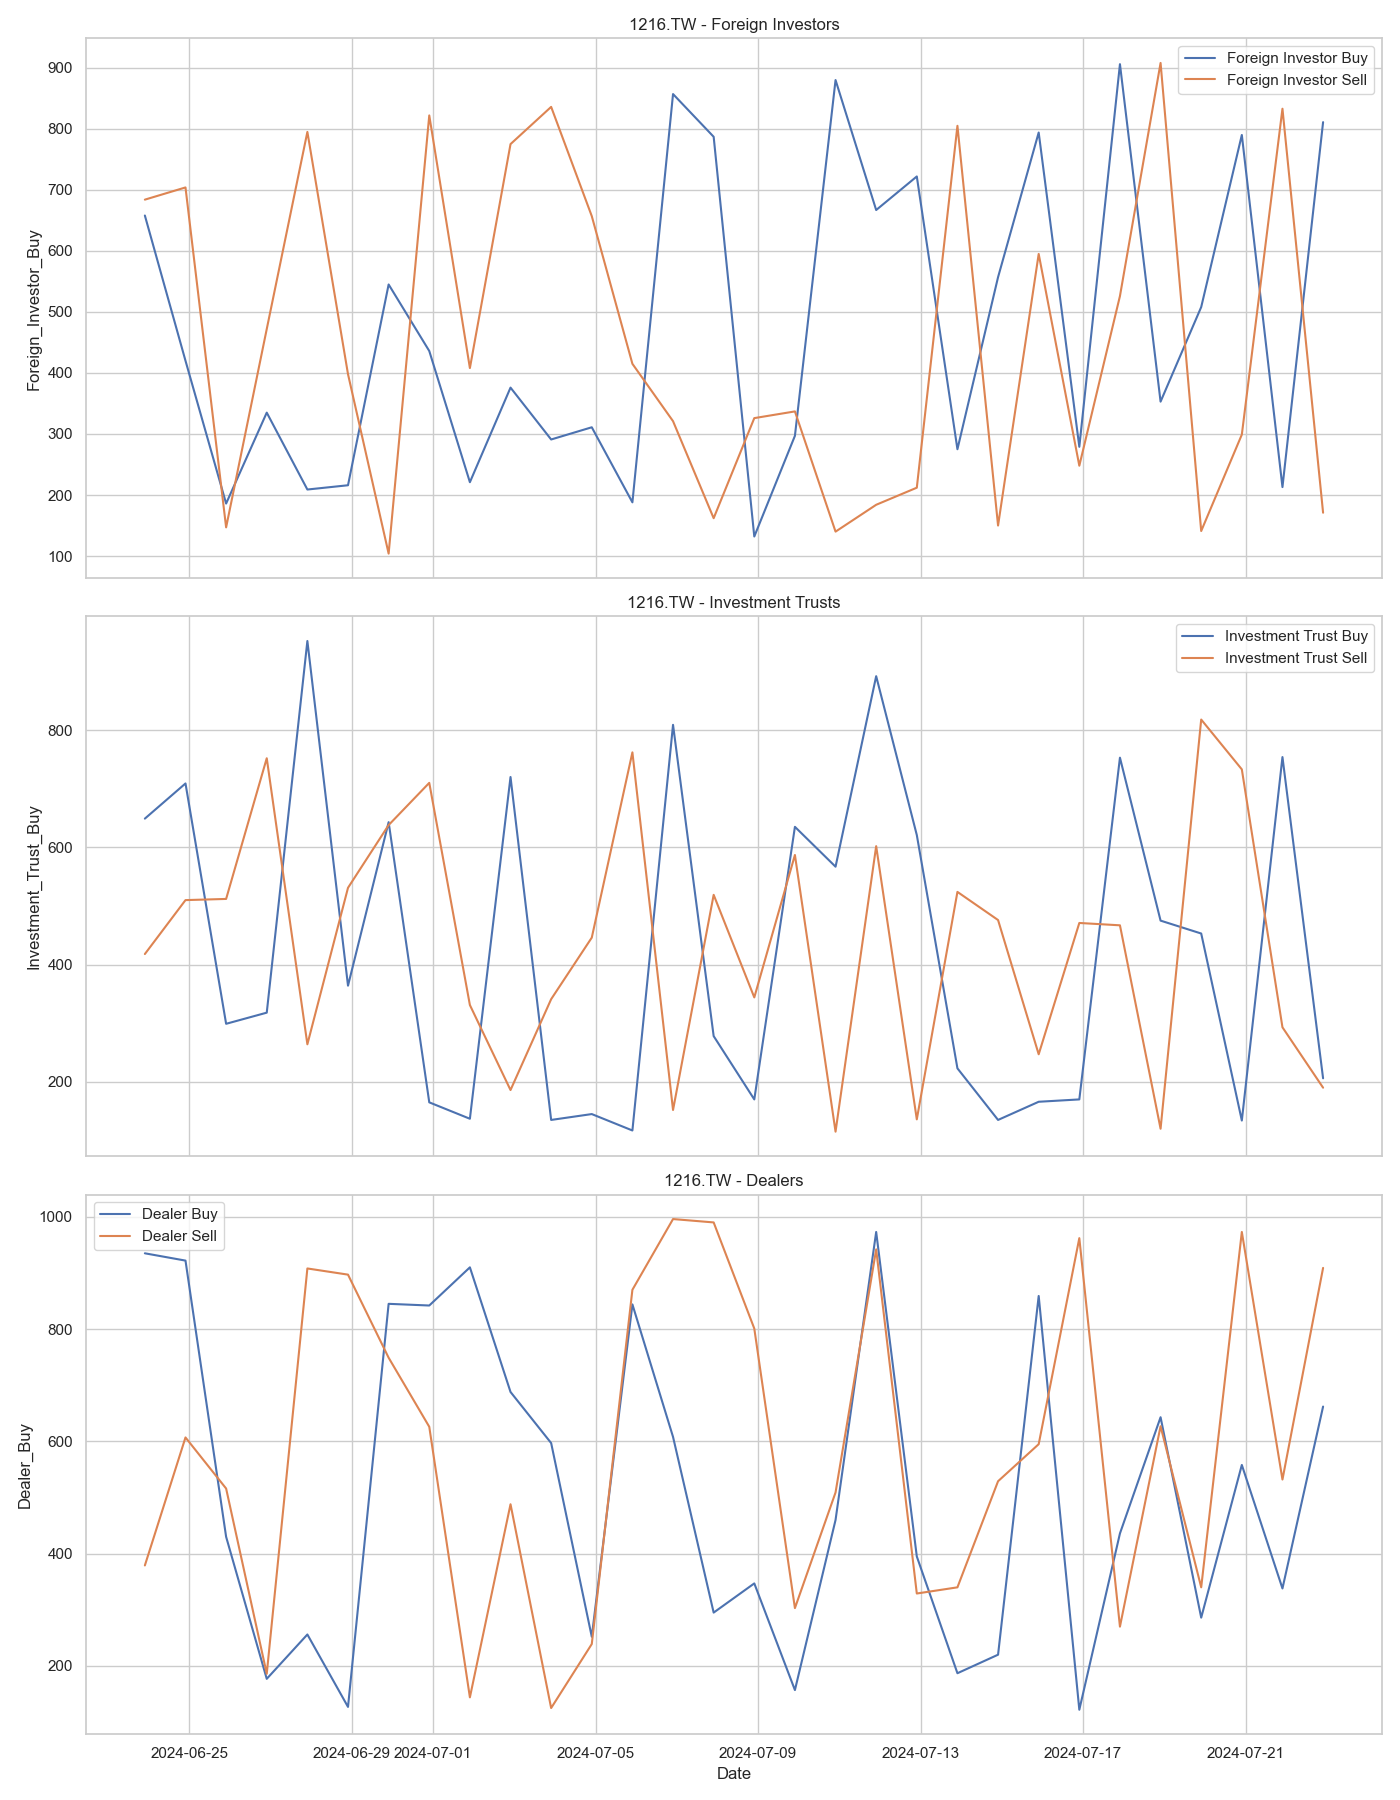 1216.TW - Foreign Investors
Foreign Investor Buy
Foreign Investor Sell
Foreign_Investor_Buy
900
800
700
600
500
400
300
200
100
1216.TW - Investment Trusts
Investment Trust Buy
Investment Trust Sell
Investment_Trust_Buy
800
600
400
200
1216.TW - Dealers
Dealer Buy
Dealer Sell
Dealer_Buy
1000
800
600
400
200
2024-06-25 2024-06-29 2024-07-01 2024-07-05 2024-07-09 2024-07-13 2024-07-17 2024-07-21
Date